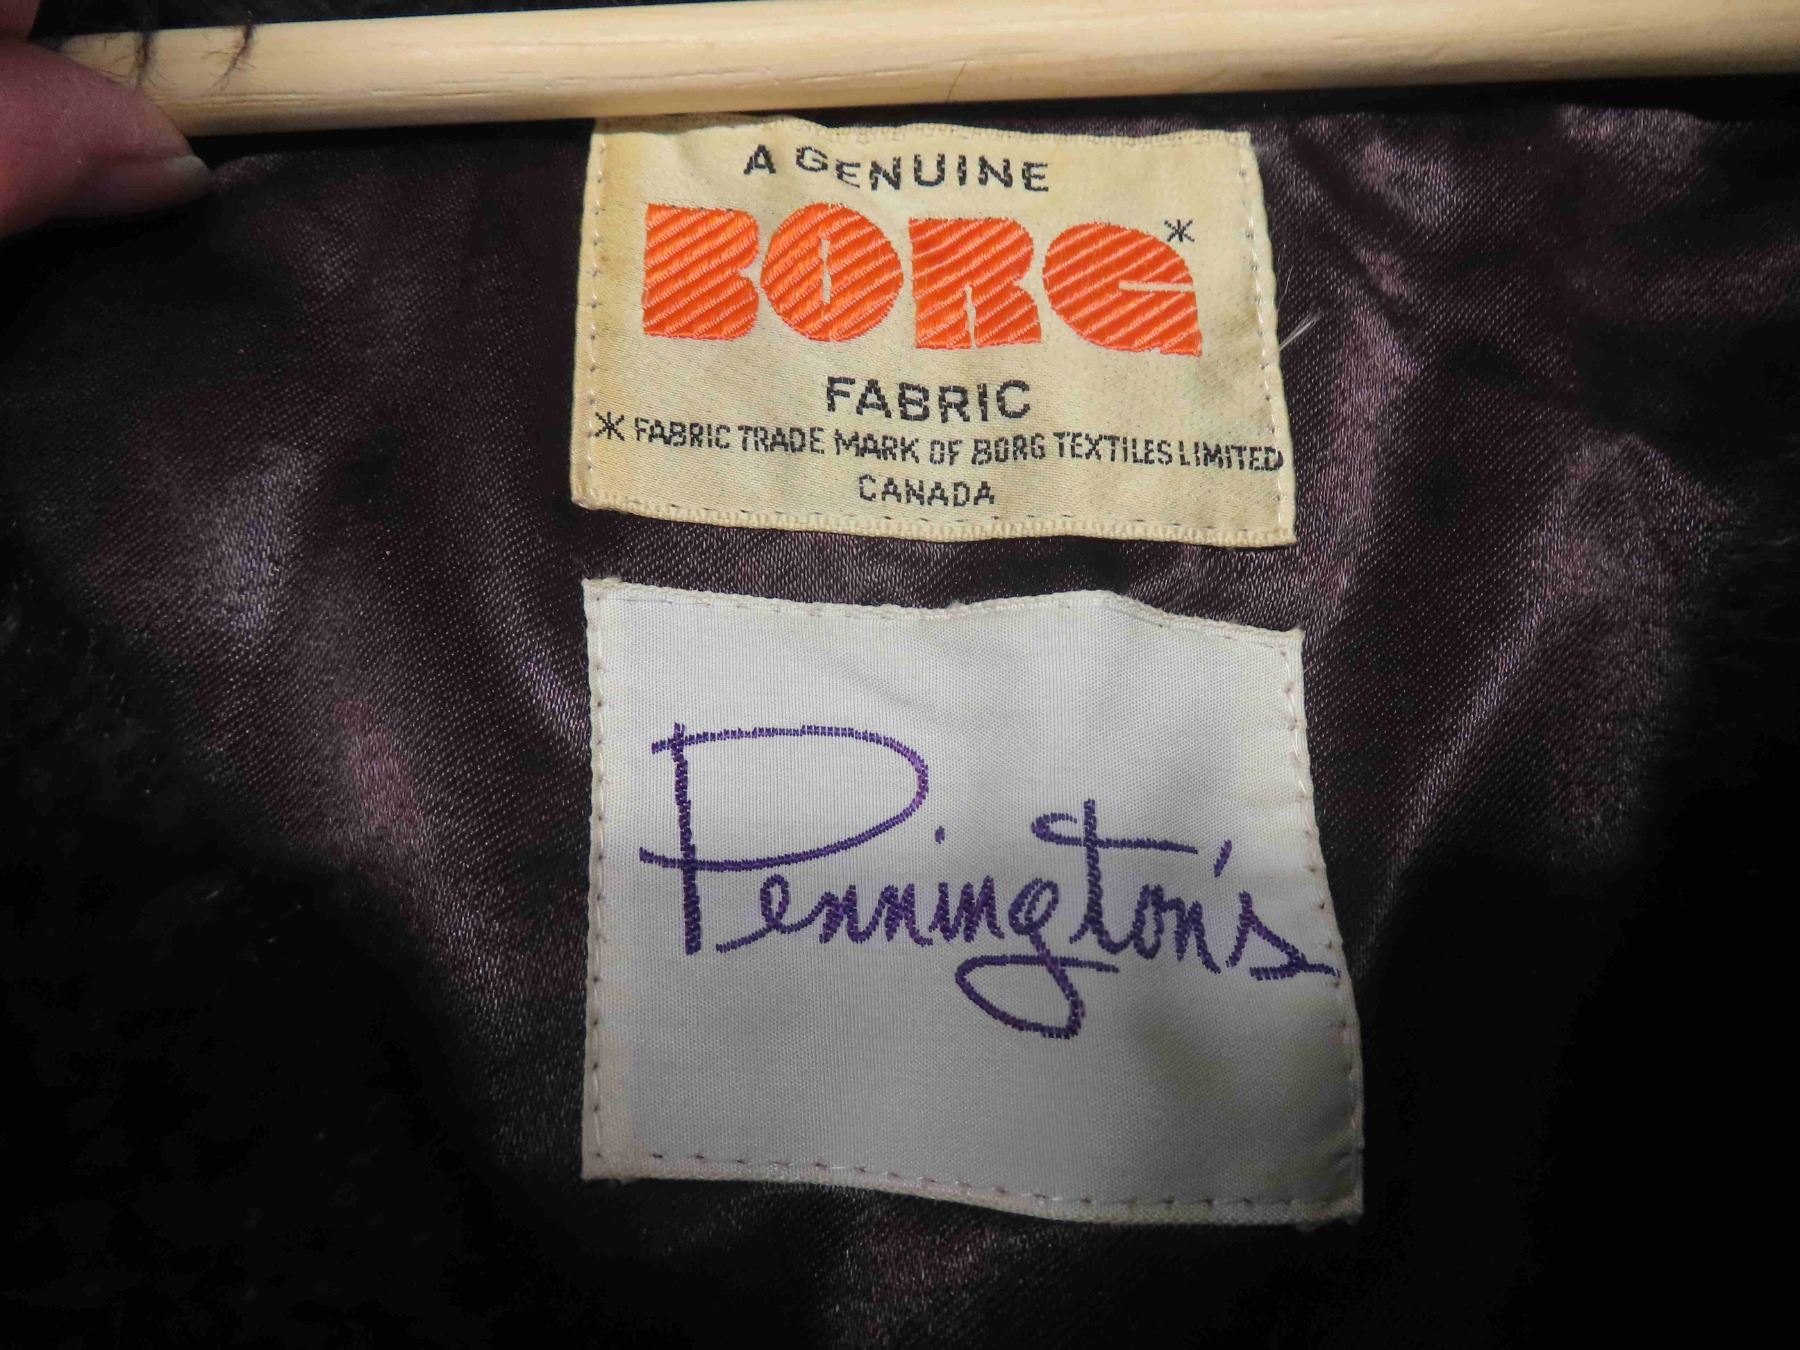 A GENUINE
BORG*
FABRIC
* FABRIC TRADE MARK OF BORG TEXTILES LIMITED
CANADA
Pennington's